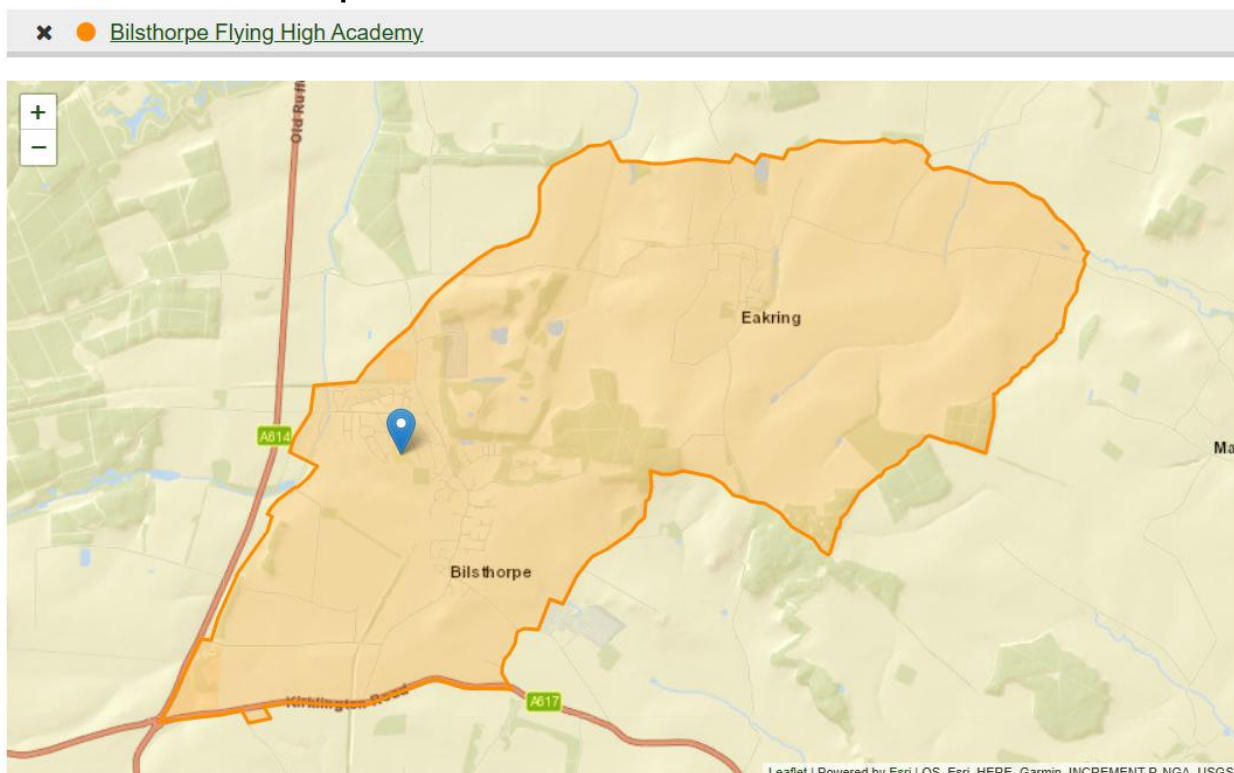 ✖ Bilsthorpe Flying High Academy
+
−
Old Ruff
Eakring
A614
Ma
Bilsthorpe
Kirklington Road
A617
Leaflet | Powered by Esri | OS, Esri, HERE, Garmin, INCREMENT P, NGA, USGS